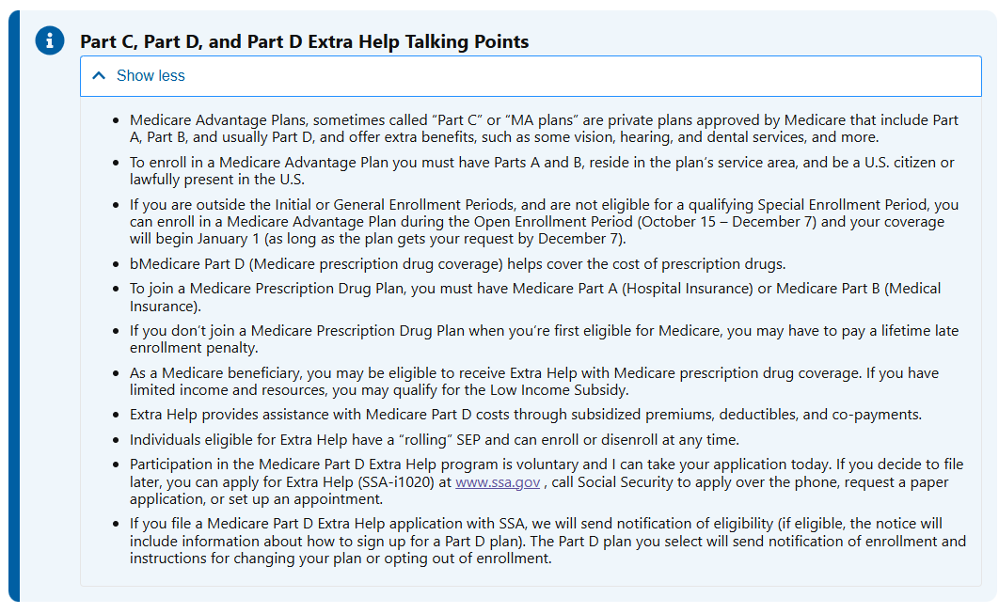 Part C, Part D, and Part D Extra Help Talking Points
Show less
• Medicare Advantage Plans, sometimes called “Part C” or “MA plans” are private plans approved by Medicare that include Part
A, Part B, and usually Part D, and offer extra benefits, such as some vision, hearing, and dental services, and more.
• To enroll in a Medicare Advantage Plan you must have Parts A and B, reside in the plan’s service area, and be a U.S. citizen or
lawfully present in the U.S.
• If you are outside the Initial or General Enrollment Periods, and are not eligible for a qualifying Special Enrollment Period, you
can enroll in a Medicare Advantage Plan during the Open Enrollment Period (October 15 – December 7) and your coverage
will begin January 1 (as long as the plan gets your request by December 7).
• bMedicare Part D (Medicare prescription drug coverage) helps cover the cost of prescription drugs.
• To join a Medicare Prescription Drug Plan, you must have Medicare Part A (Hospital Insurance) or Medicare Part B (Medical
Insurance).
• If you don’t join a Medicare Prescription Drug Plan when you’re first eligible for Medicare, you may have to pay a lifetime late
enrollment penalty.
• As a Medicare beneficiary, you may be eligible to receive Extra Help with Medicare prescription drug coverage. If you have
limited income and resources, you may qualify for the Low Income Subsidy.
• Extra Help provides assistance with Medicare Part D costs through subsidized premiums, deductibles, and co-payments.
• Individuals eligible for Extra Help have a “rolling” SEP and can enroll or disenroll at any time.
• Participation in the Medicare Part D Extra Help program is voluntary and I can take your application today. If you decide to file
later, you can apply for Extra Help (SSA-i1020) at www.ssa.gov , call Social Security to apply over the phone, request a paper
application, or set up an appointment.
• If you file a Medicare Part D Extra Help application with SSA, we will send notification of eligibility (if eligible, the notice will
include information about how to sign up for a Part D plan). The Part D plan you select will send notification of enrollment and
instructions for changing your plan or opting out of enrollment.